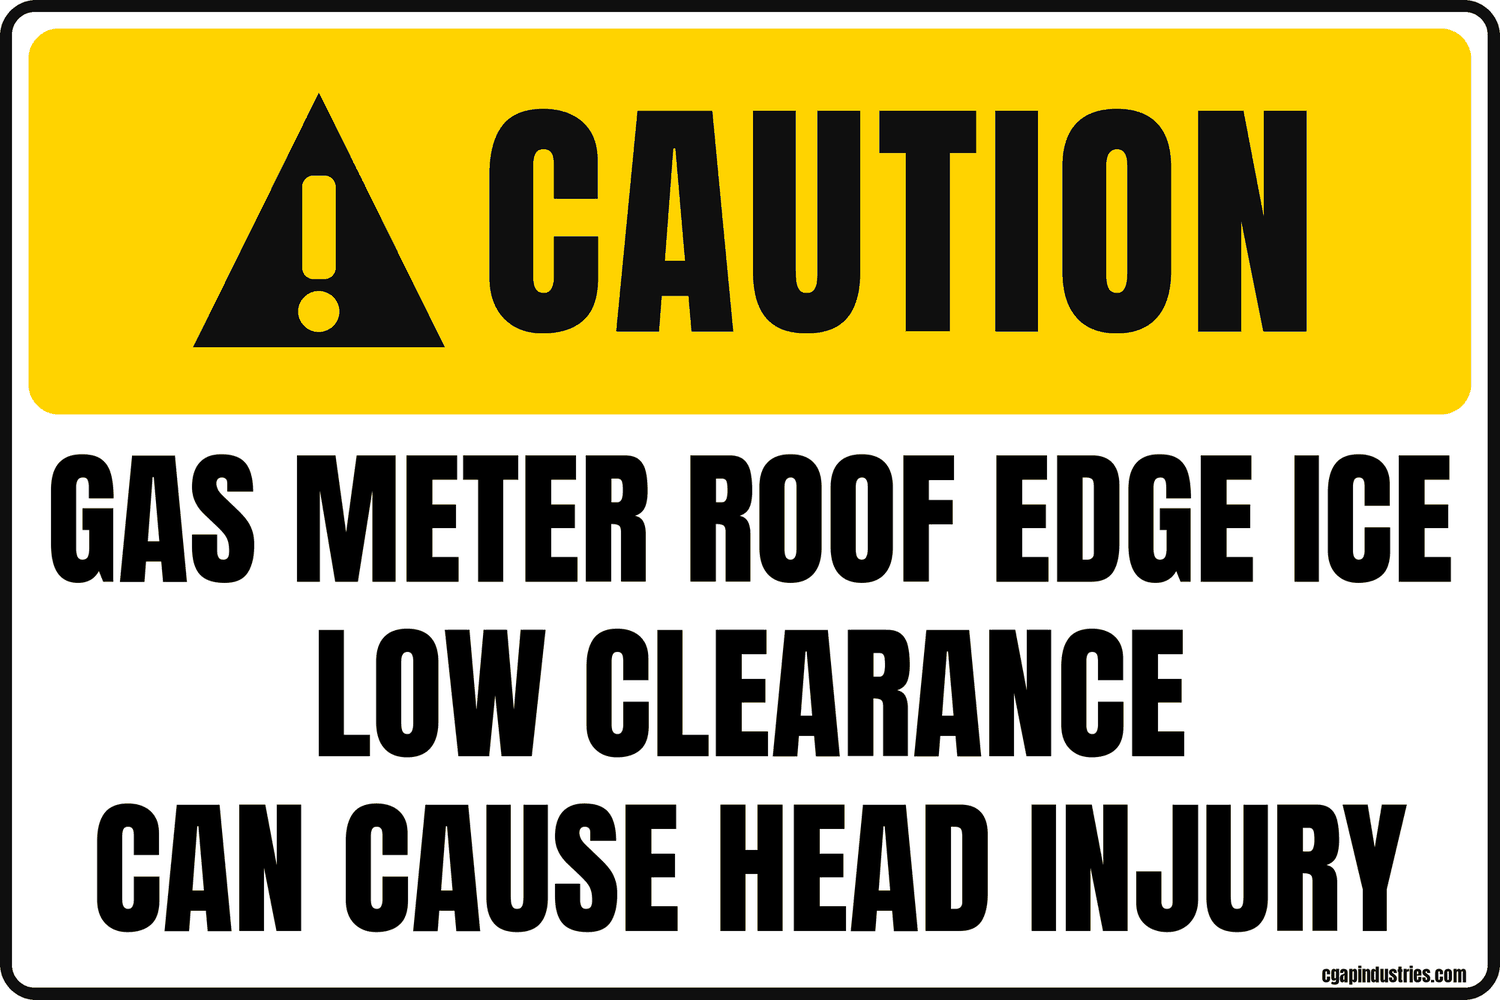 CAUTION
GAS METER ROOF EDGE ICE
LOW CLEARANCE
CAN CAUSE HEAD INJURY
cgapindustries.com